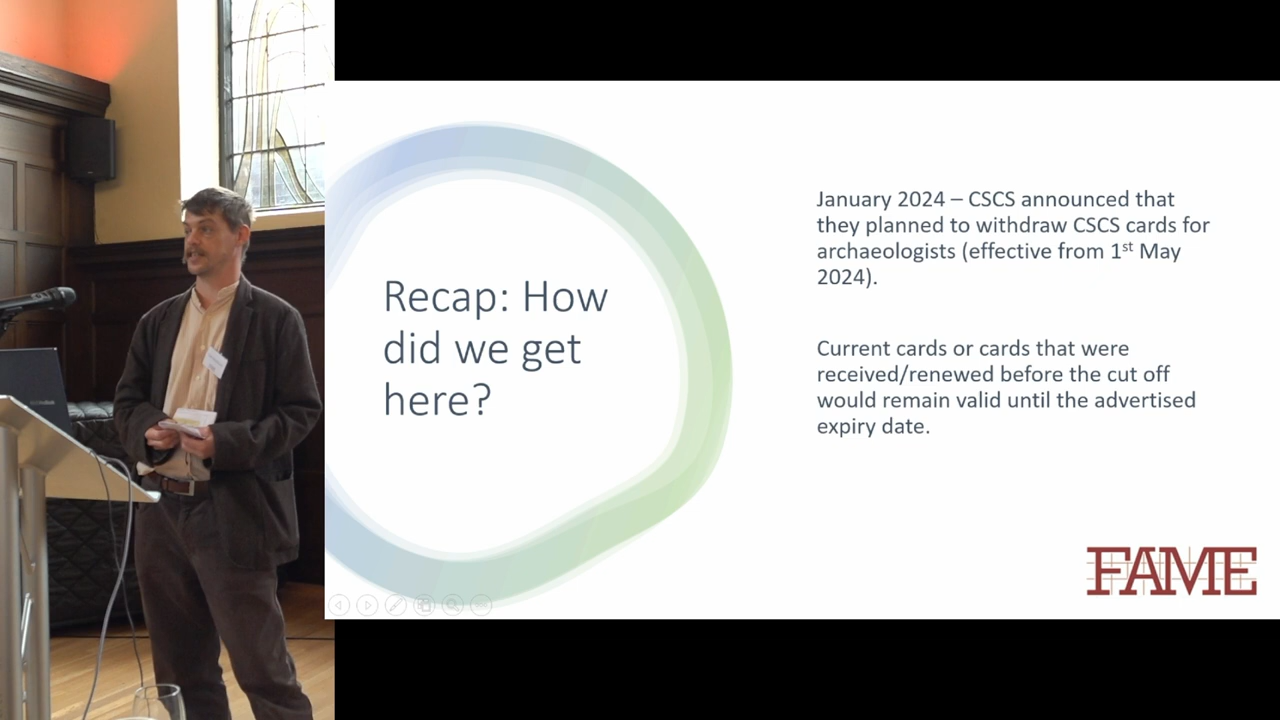 Recap: How
did we get
here?
January 2024 – CSCS announced that
they planned to withdraw CSCS cards for
archaeologists (effective from 1st May
2024).
Current cards or cards that were
received/renewed before the cut off
would remain valid until the advertised
expiry date.
FAME